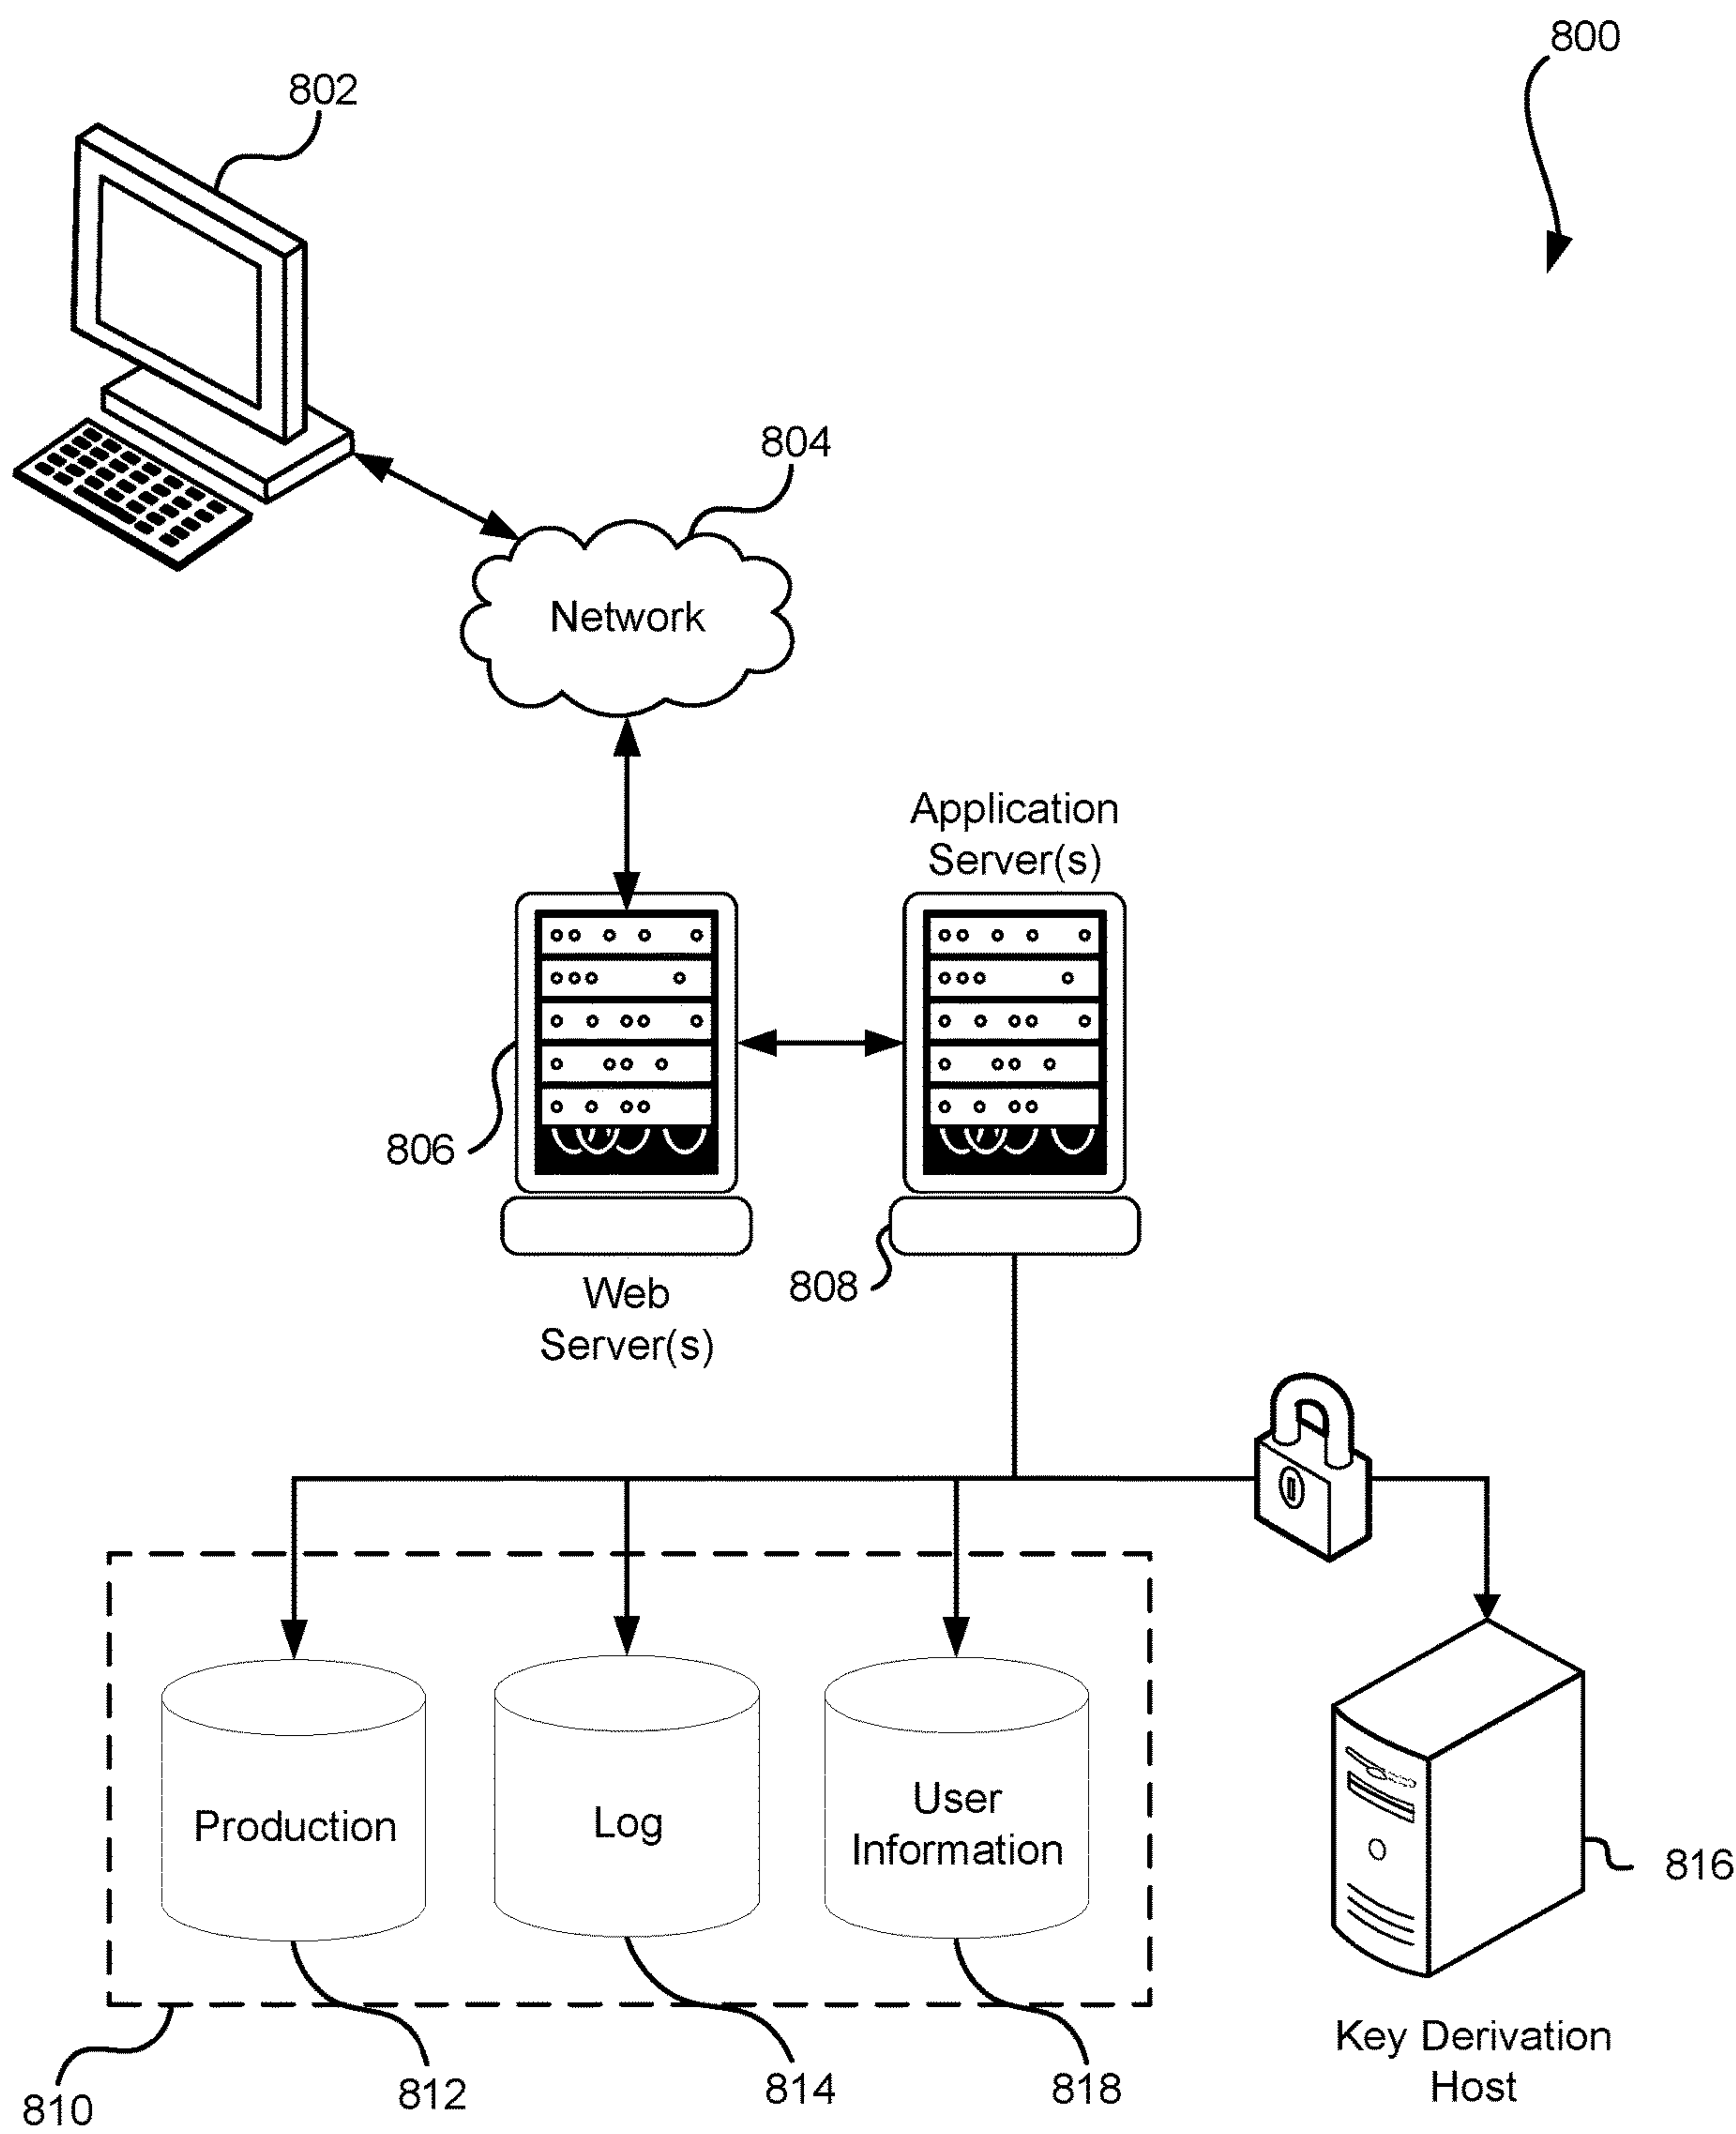 800
802
804
Network
Application
Server(s)
806
808
Web
Server(s)
Production
Log
User
Information
816
810
812
814
818
Key Derivation
Host